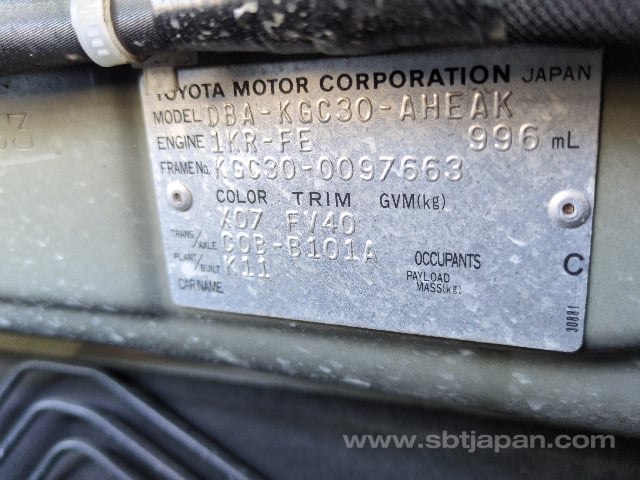 TOYOTA MOTOR CORPORATION JAPAN
MODEL DBA-KGC30-AHEAK
ENGINE 1KR-FE 996 mL
FRAME No. KGC30-0097663
COLOR TRIM GVM(kg)
X07 FV40
TRANS/AXLE C0B-B101A OCCUPANTS C
PLANT/BUILT K11 PAYLOAD MASS(kg)
CAR NAME
30881
www.sbtjapan.com